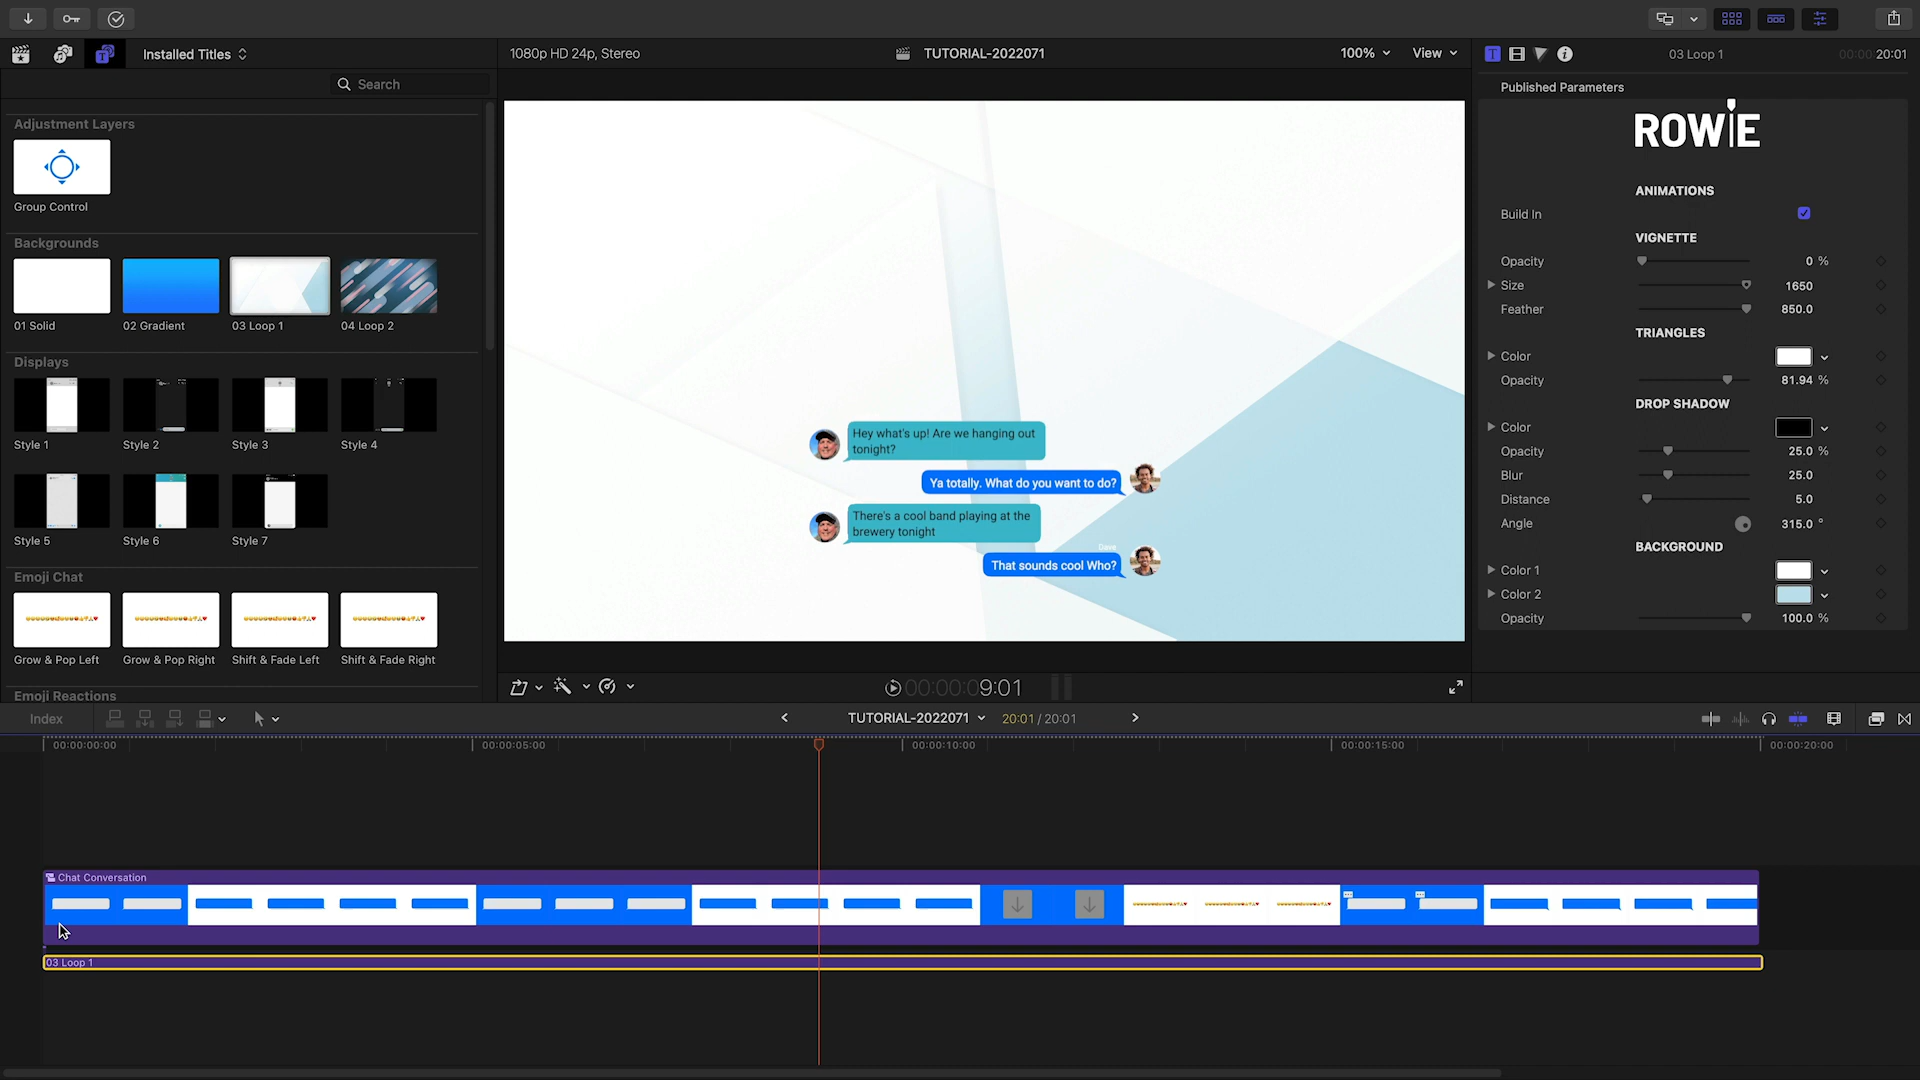 Installed Titles
1080p HD 24p, Stereo
TUTORIAL-2022071
100%
View
03 Loop 1
00:00:00:20:01
Search
Published Parameters
Adjustment Layers
Group Control
Backgrounds
01 Solid
02 Gradient
03 Loop 1
04 Loop 2
Displays
Style 1
Style 2
Style 3
Style 4
Style 5
Style 6
Style 7
Emoji Chat
Grow & Pop Left
Grow & Pop Right
Shift & Fade Left
Shift & Fade Right
Emoji Reactions
Hey what's up! Are we hanging out
tonight?
Ya totally. What do you want to do?
There's a cool band playing at the
brewery tonight
Dave
That sounds cool Who?
ROWIE
ANIMATIONS
Build In
VIGNETTE
Opacity
0 %
Size
1650
Feather
850.0
TRIANGLES
Color
Opacity
81.94 %
DROP SHADOW
Color
Opacity
25.0 %
Blur
25.0
Distance
5.0
Angle
315.0 °
BACKGROUND
Color 1
Color 2
Opacity
100.0 %
00:00:09:01
Index
TUTORIAL-2022071
20:01 / 20:01
00:00:00:00
00:00:05:00
00:00:10:00
00:00:15:00
00:00:20:00
Chat Conversation
03 Loop 1